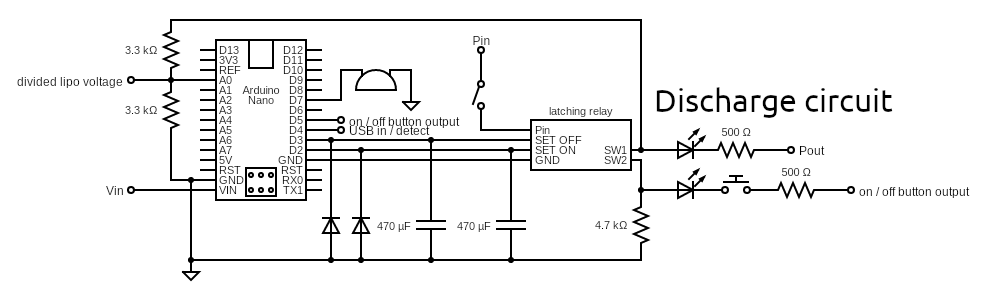 Discharge circuit
Pin
3.3 kΩ
divided lipo voltage
3.3 kΩ
Vin
Arduino
Nano
D13
3V3
REF
A0
A1
A2
A3
A4
A5
A6
A7
5V
RST
GND
VIN
D12
D11
D10
D9
D8
D7
D6
D5
D4
D3
D2
GND
RST
RX0
TX1
on / off button output
USB in / detect
470 µF
470 µF
latching relay
Pin
SET OFF
SET ON
GND
SW1
SW2
500 Ω
Pout
500 Ω
on / off button output
4.7 kΩ